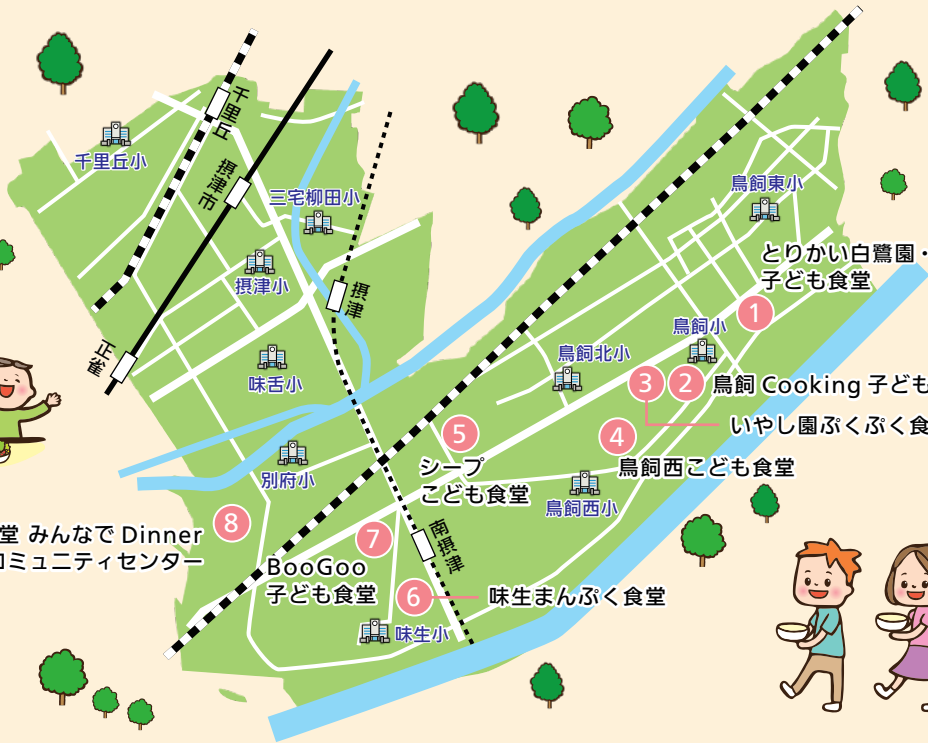 千里丘
千里丘小
摂津市
三宅柳田小
鳥飼東小
とりかい白鷺園・
子ども食堂
摂津小
摂津
1
鳥飼小
正雀
鳥飼北小
味舌小
3
2
鳥飼 Cooking 子ども
いやし園ぷくぷく食
5
4
シープ
こども食堂
鳥飼西こども食堂
別府小
鳥飼西小
8
堂 みんなで Dinner
コミュニティセンター
7
南摂津
BooGoo
子ども食堂
6
味生まんぷく食堂
味生小